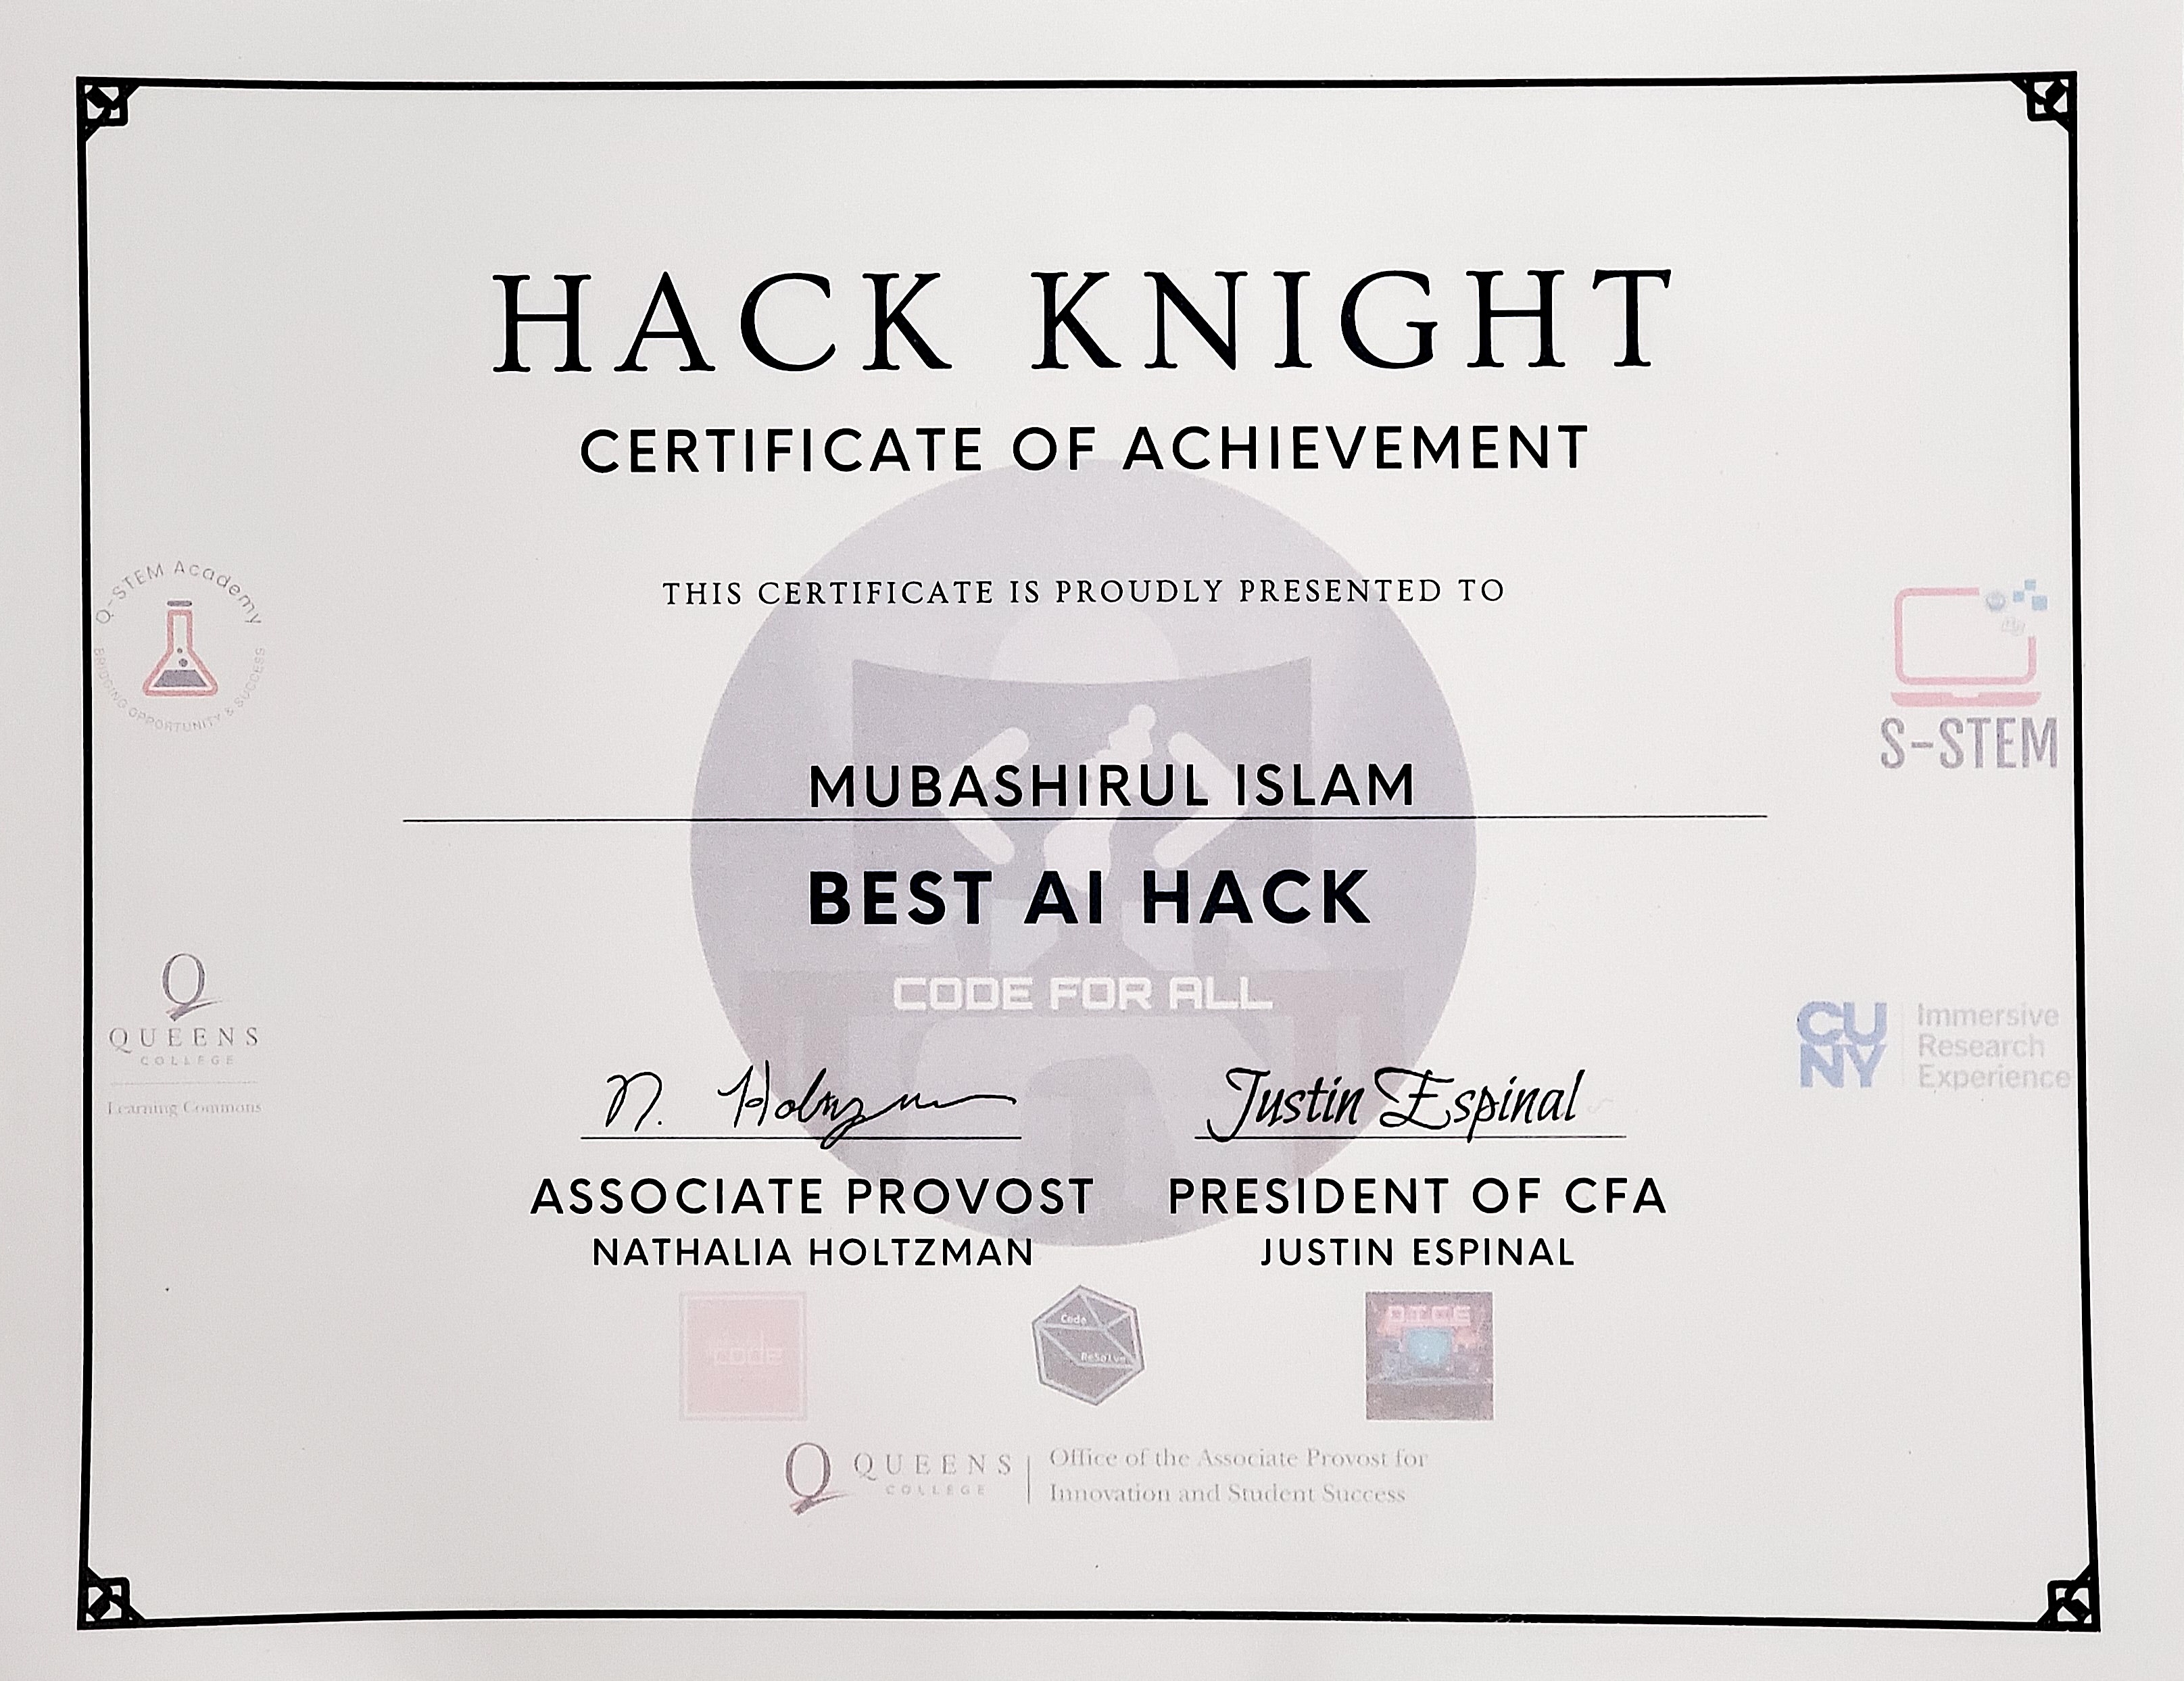 HACK KNIGHT
CERTIFICATE OF ACHIEVEMENT
THIS CERTIFICATE IS PROUDLY PRESENTED TO
Q-STEM Academy
BRIDGING OPPORTUNITY & SUCCESS
S-STEM
MUBASHIRUL ISLAM
BEST AI HACK
CODE FOR ALL
QUEENS
COLLEGE
Learning Commons
CUNY
Immersive
Research
Experience
N. Holtzman
Justin Espinal
ASSOCIATE PROVOST
NATHALIA HOLTZMAN
PRESIDENT OF CFA
JUSTIN ESPINAL
code
Code
ReSolve
DICE
QUEENS
COLLEGE
Office of the Associate Provost for
Innovation and Student Success